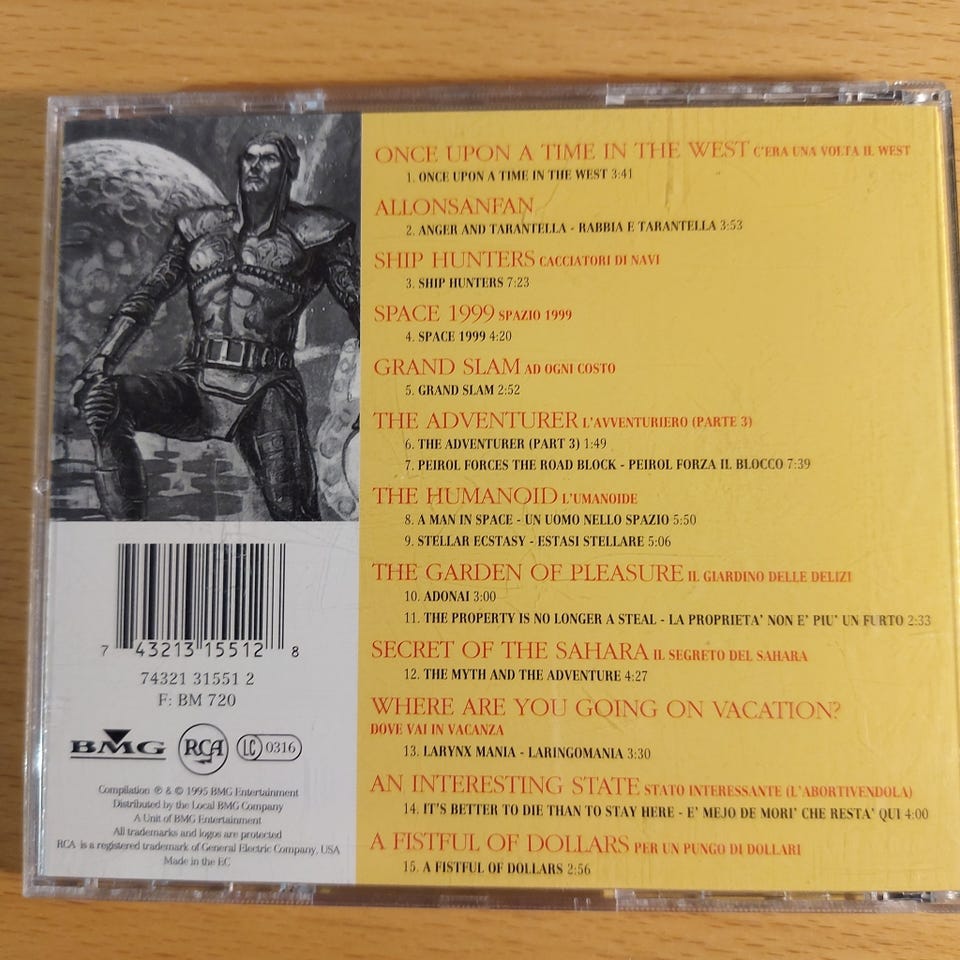 ONCE UPON A TIME IN THE WEST C'ERA UNA VOLTA IL WEST
1. ONCE UPON A TIME IN THE WEST 3:41
ALLONSANFAN
2. ANGER AND TARANTELLA - RABBIA E TARANTELLA 3:53
SHIP HUNTERS CACCIATORI DI NAVI
3. SHIP HUNTERS 7:23
SPACE 1999 SPAZIO 1999
4. SPACE 1999 4:20
GRAND SLAM AD OGNI COSTO
5. GRAND SLAM 2:52
THE ADVENTURER L'AVVENTURIERO (PARTE 3)
6. THE ADVENTURER (PART 3) 1:49
7. PEIROL FORCES THE ROAD BLOCK - PEIROL FORZA IL BLOCCO 7:39
THE HUMANOID L'UMANOIDE
8. A MAN IN SPACE - UN UOMO NELLO SPAZIO 5:50
9. STELLAR ECSTASY - ESTASI STELLARE 5:06
THE GARDEN OF PLEASURE IL GIARDINO DELLE DELIZI
10. ADONAI 3:00
11. THE PROPERTY IS NO LONGER A STEAL - LA PROPRIETA' NON E' PIU' UN FURTO 2:33
SECRET OF THE SAHARA IL SEGRETO DEL SAHARA
12. THE MYTH AND THE ADVENTURE 4:27
WHERE ARE YOU GOING ON VACATION?
DOVE VAI IN VACANZA
13. LARYNX MANIA - LARINGOMANIA 3:30
AN INTERESTING STATE STATO INTERESSANTE (L'ABORTIVENDOLA)
14. IT'S BETTER TO DIE THAN TO STAY HERE - E' MEJO DE MORI' CHE RESTA' QUI 4:00
A FISTFUL OF DOLLARS PER UN PUNGO DI DOLLARI
15. A FISTFUL OF DOLLARS 2:56
7 43213 15512 8
74321 31551 2
F: BM 720
BMG RCA LC 0316
Compilation ℗ & © 1995 BMG Entertainment
Distributed by the Local BMG Company
A Unit of BMG Entertainment
All trademarks and logos are protected
RCA is a registered trademark of General Electric Company, USA
Made in the EC